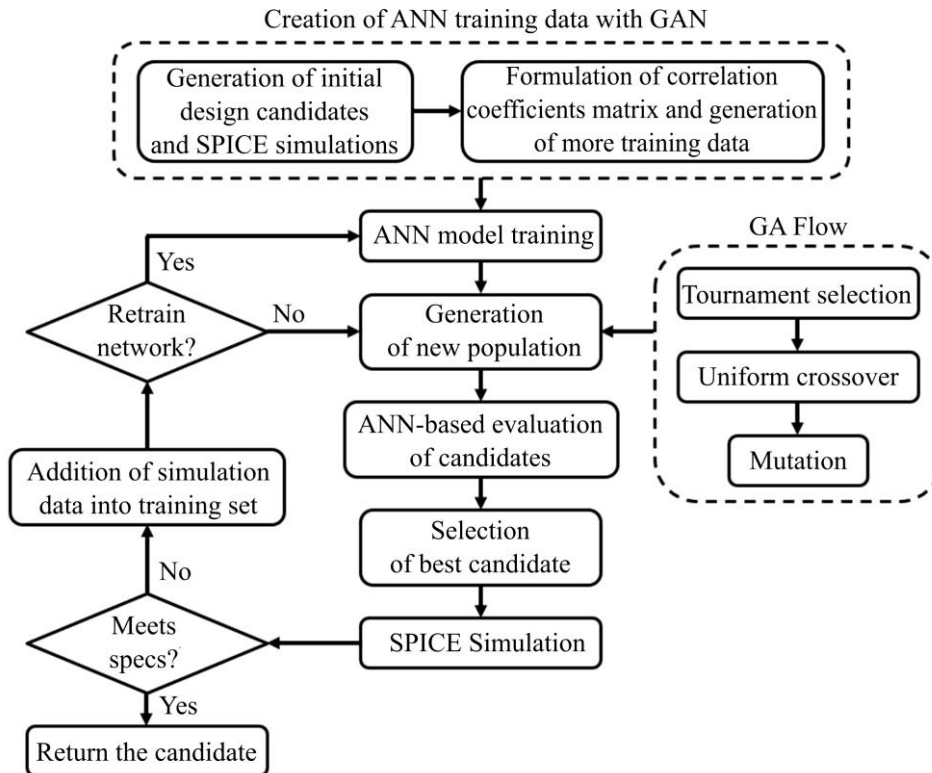 Creation of ANN training data with GAN
Generation of initial
design candidates
and SPICE simulations
Formulation of correlation
coefficients matrix and generation
of more training data
ANN model training
GA Flow
Yes
Tournament selection
Retrain
network?
No
Generation
of new population
Uniform crossover
ANN-based evaluation
of candidates
Mutation
Addition of simulation
data into training set
Selection
of best candidate
No
Meets
specs?
SPICE Simulation
Yes
Return the candidate